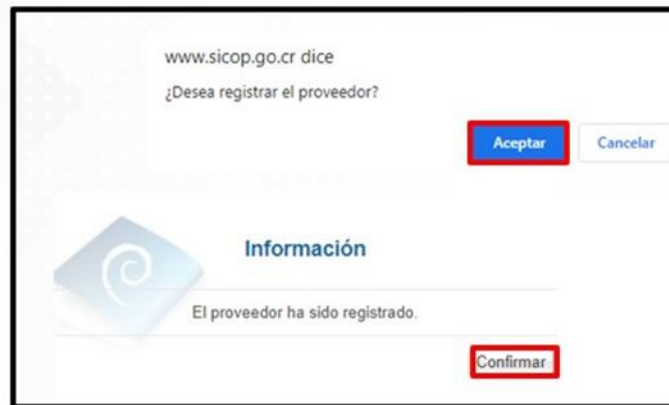 www.sicop.go.cr dice
¿Desea registrar el proveedor?
Aceptar
Cancelar
Información
El proveedor ha sido registrado.
Confirmar